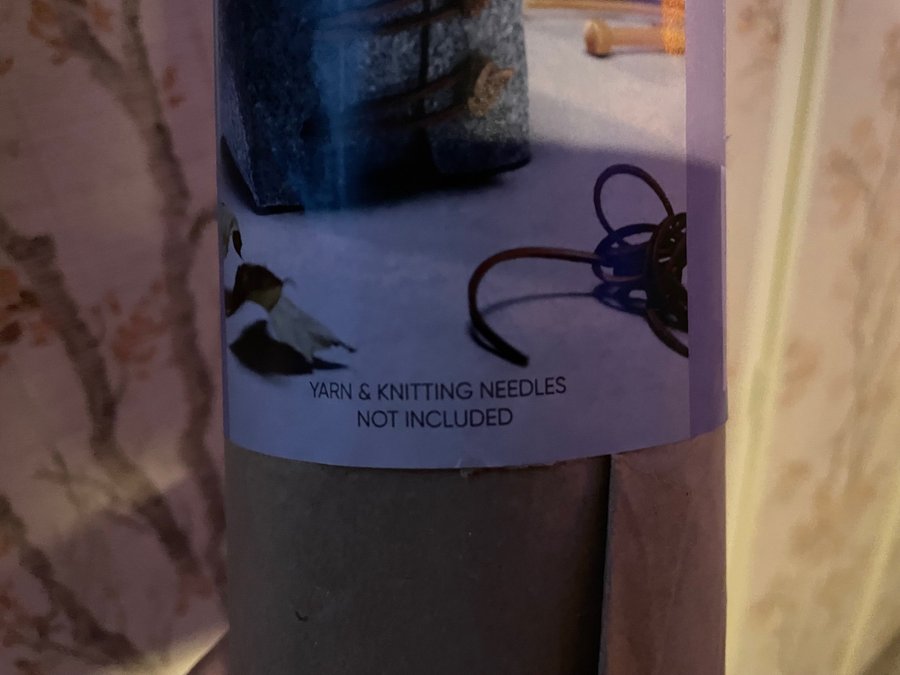 YARN & KNITTING NEEDLES
NOT INCLUDED